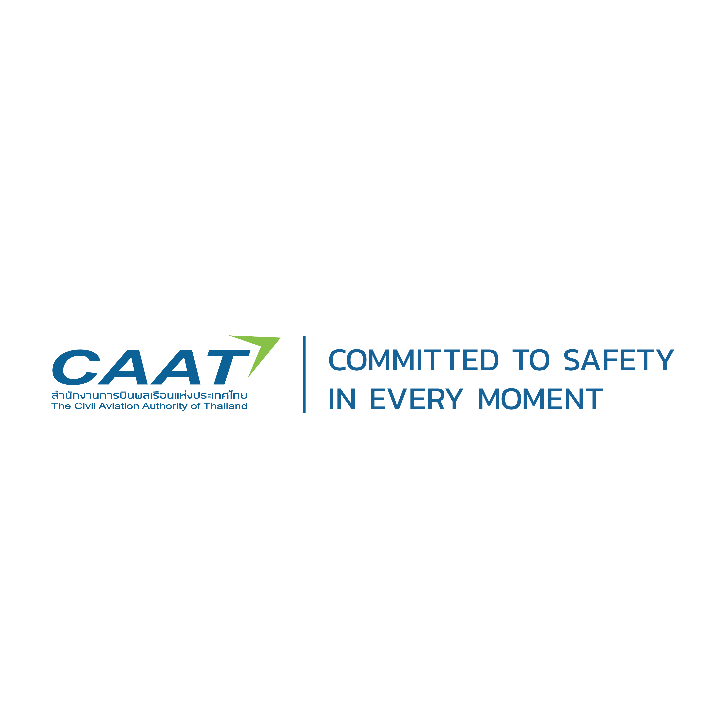 CAAT
สำนักงานการบินพลเรือนแห่งประเทศไทย
The Civil Aviation Authority of Thailand
COMMITTED TO SAFETY
IN EVERY MOMENT